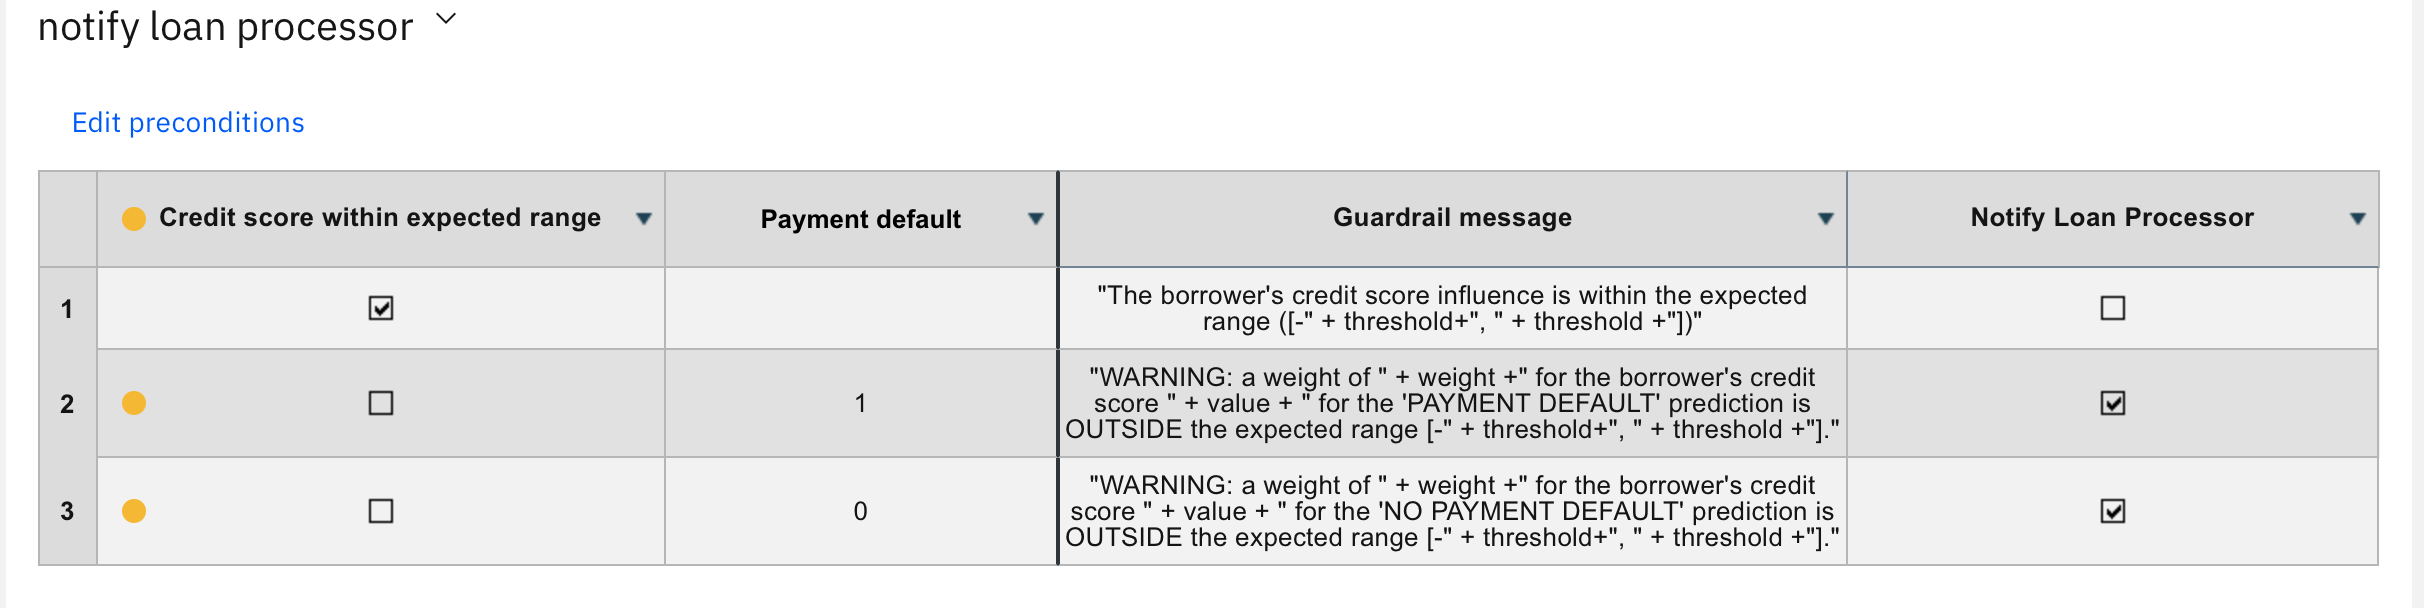 notify loan processor
Edit preconditions
Credit score within expected range
Payment default
Guardrail message
Notify Loan Processor
1
"The borrower's credit score influence is within the expected
range ([-" + threshold+", " + threshold +"])"
2
1
"WARNING: a weight of " + weight +" for the borrower's credit
score " + value + " for the 'PAYMENT DEFAULT' prediction is
OUTSIDE the expected range [-" + threshold+", " + threshold +"]."
3
0
"WARNING: a weight of " + weight +" for the borrower's credit
score " + value + " for the 'NO PAYMENT DEFAULT' prediction is
OUTSIDE the expected range [-" + threshold+", " + threshold +"]."